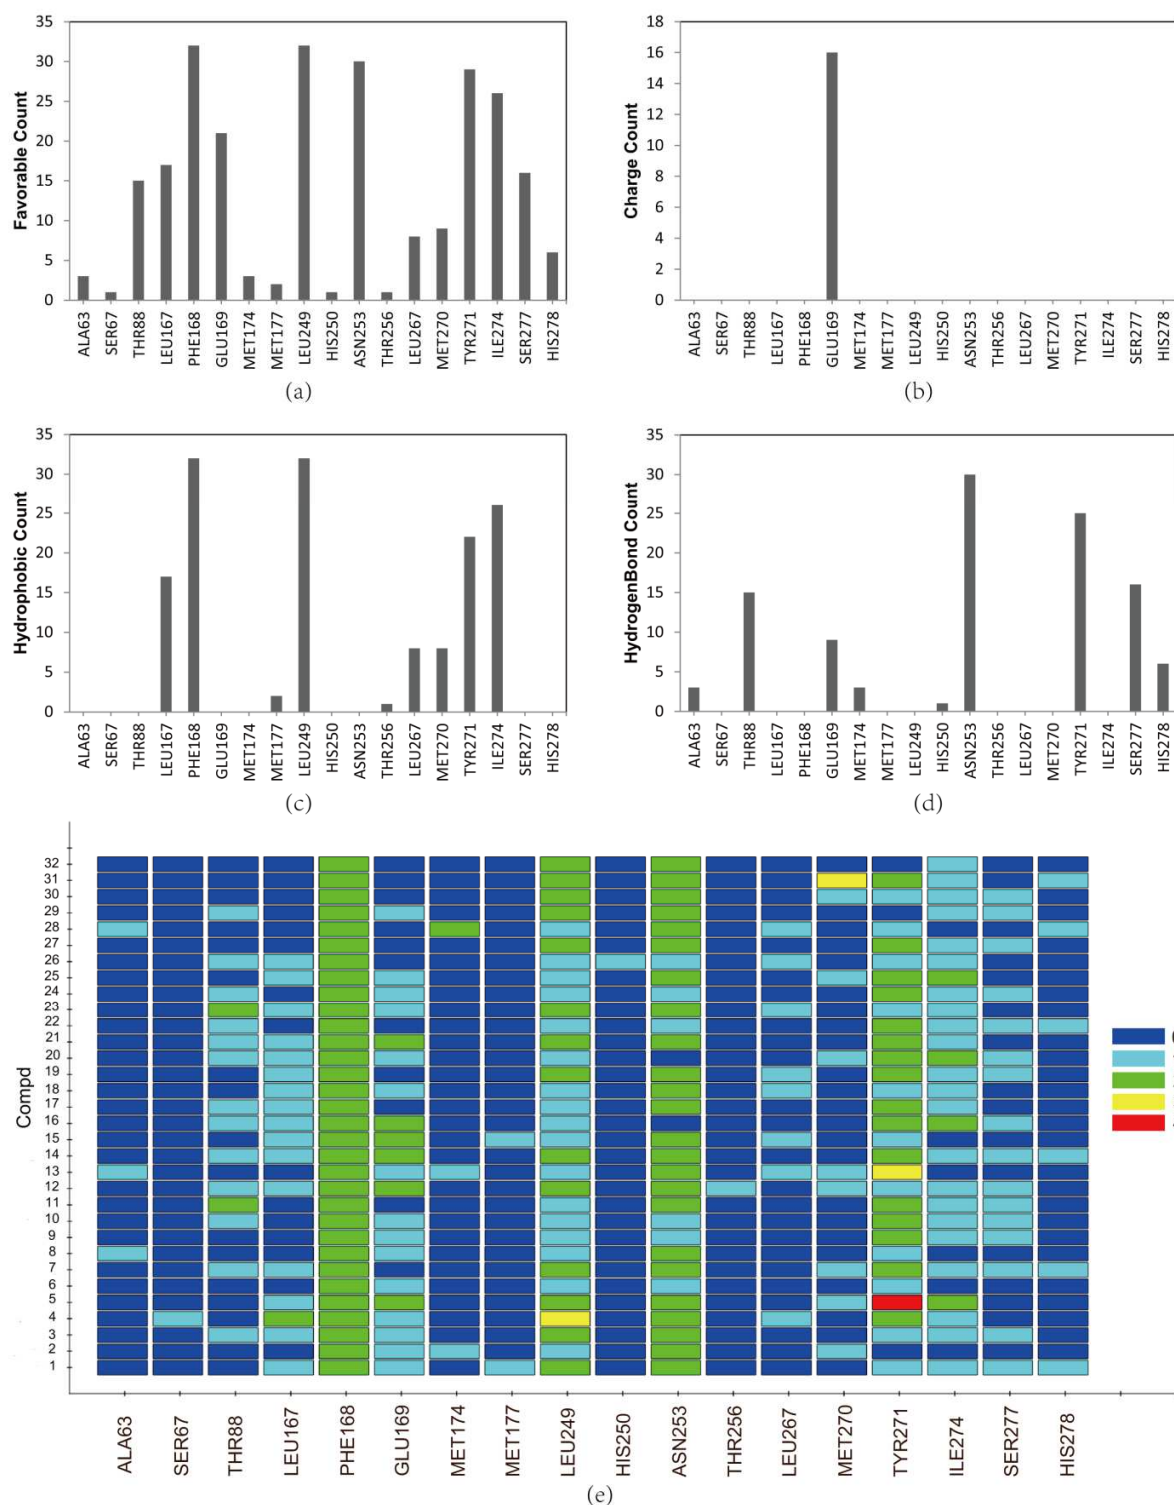 Favorable Count
35
30
25
20
15
10
5
0
ALA63
SER67
THR88
LEU167
PHE168
GLU169
MET174
MET177
LEU249
HIS250
ASN253
THR256
LEU267
MET270
TYR271
ILE274
SER277
HIS278
(a)
Charge Count
18
16
14
12
10
8
6
4
2
0
ALA63
SER67
THR88
LEU167
PHE168
GLU169
MET174
MET177
LEU249
HIS250
ASN253
THR256
LEU267
MET270
TYR271
ILE274
SER277
HIS278
(b)
Hydrophobic Count
35
30
25
20
15
10
5
0
ALA63
SER67
THR88
LEU167
PHE168
GLU169
MET174
MET177
LEU249
HIS250
ASN253
THR256
LEU267
MET270
TYR271
ILE274
SER277
HIS278
(c)
HydrogenBond Count
35
30
25
20
15
10
5
0
ALA63
SER67
THR88
LEU167
PHE168
GLU169
MET174
MET177
LEU249
HIS250
ASN253
THR256
LEU267
MET270
TYR271
ILE274
SER277
HIS278
(d)
Compd
32
31
30
29
28
27
26
25
24
23
22
21
20
19
18
17
16
15
14
13
12
11
10
9
8
7
6
5
4
3
2
1
ALA63
SER67
THR88
LEU167
PHE168
GLU169
MET174
MET177
LEU249
HIS250
ASN253
THR256
LEU267
MET270
TYR271
ILE274
SER277
HIS278
(e)